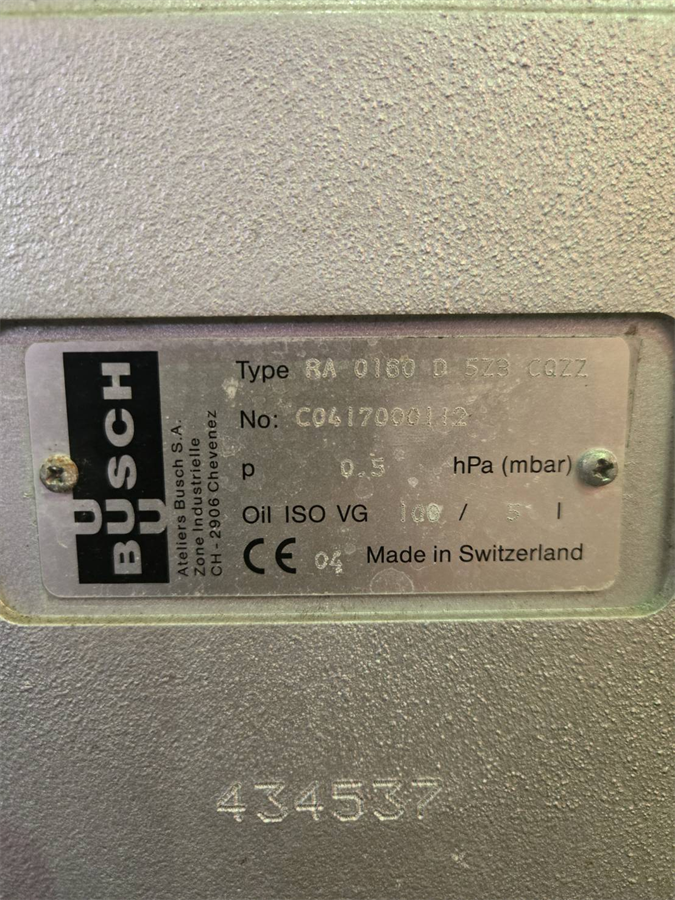 BUSCH
Ateliers Busch S.A.
Zone Industrielle
CH - 2906 Chevenez
Type RA 0160 D 5Z3 CQZZ
No: C0417000112
p 0.5 hPa (mbar)
Oil ISO VG 100 / 5 l
CE 04 Made in Switzerland
434537